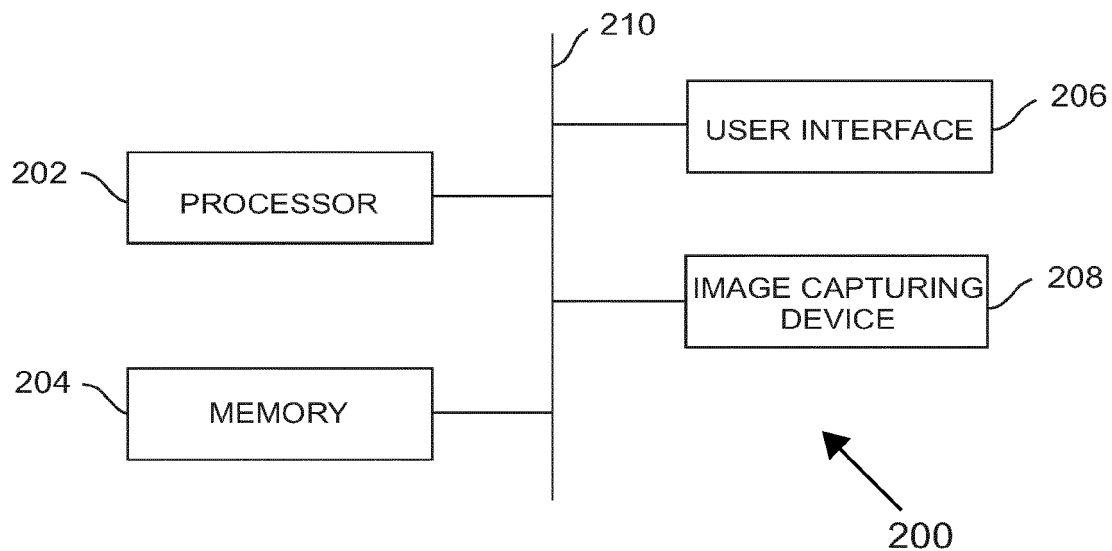 210
206
USER INTERFACE
202
PROCESSOR
208
IMAGE CAPTURING
DEVICE
204
MEMORY
200